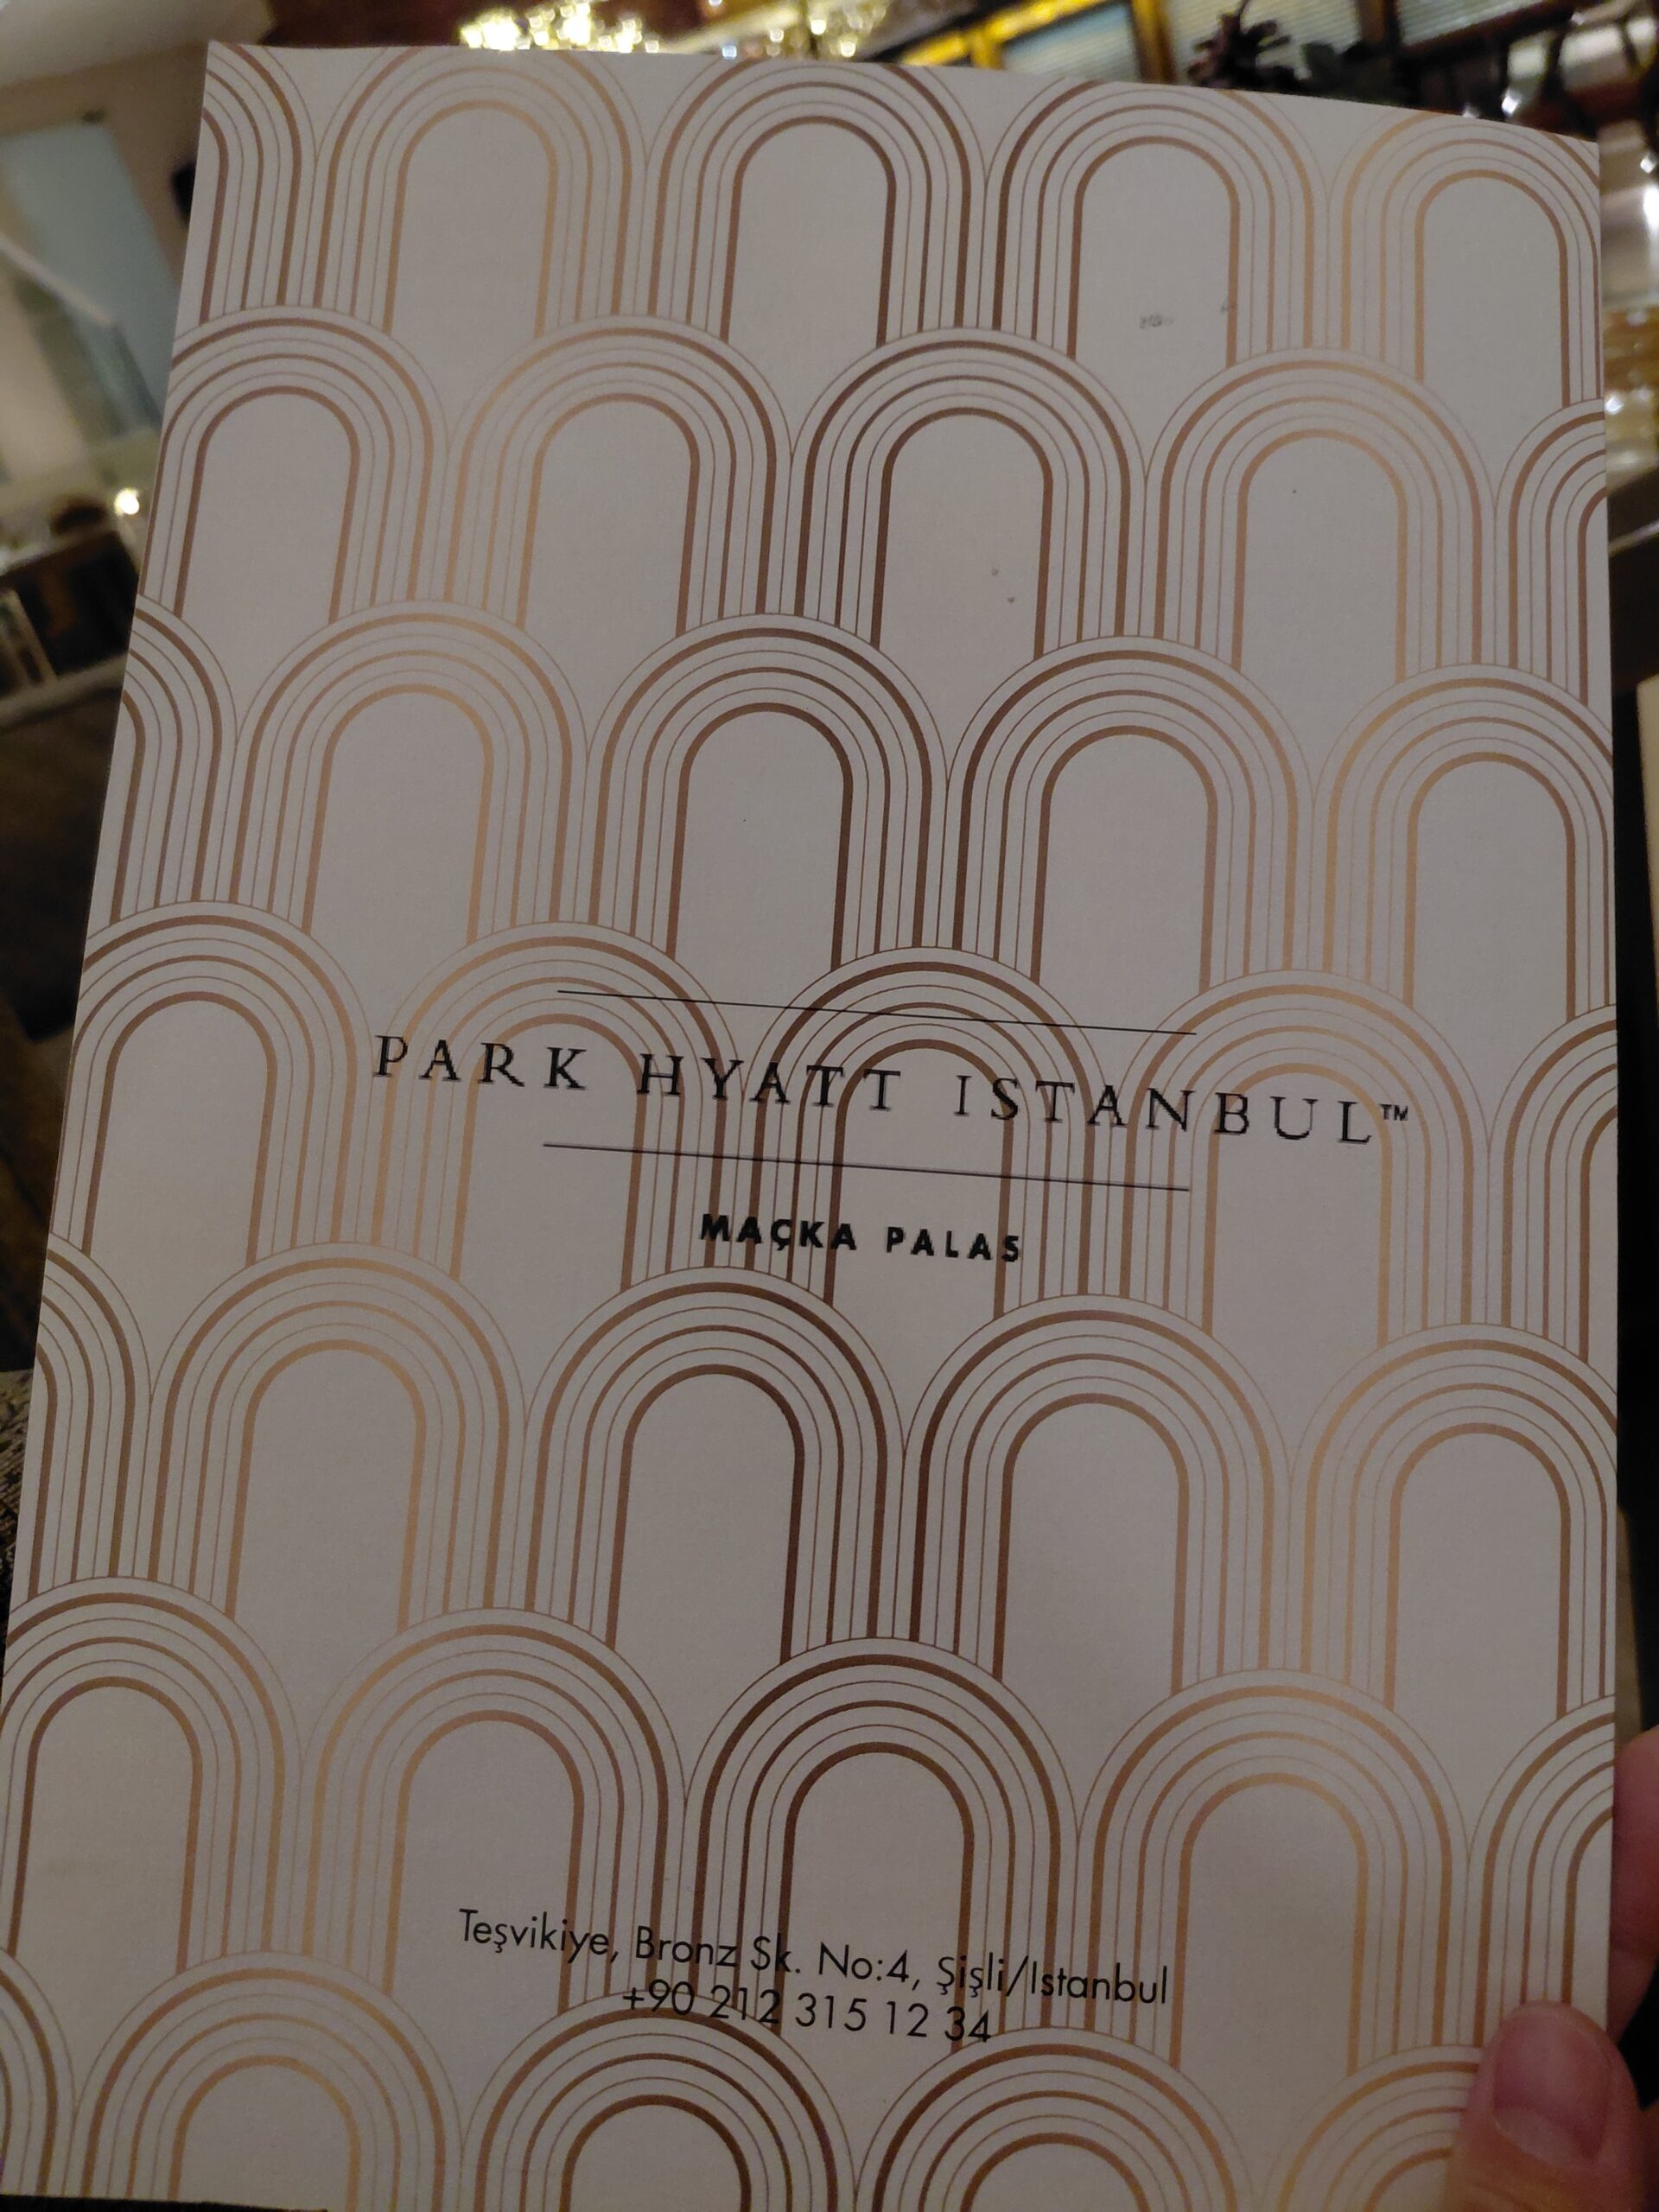 PARK HYATT ISTANBUL™
MAÇKA PALAS
Teşvikiye, Bronz Sk. No:4, Şişli/Istanbul
+90 212 315 12 34